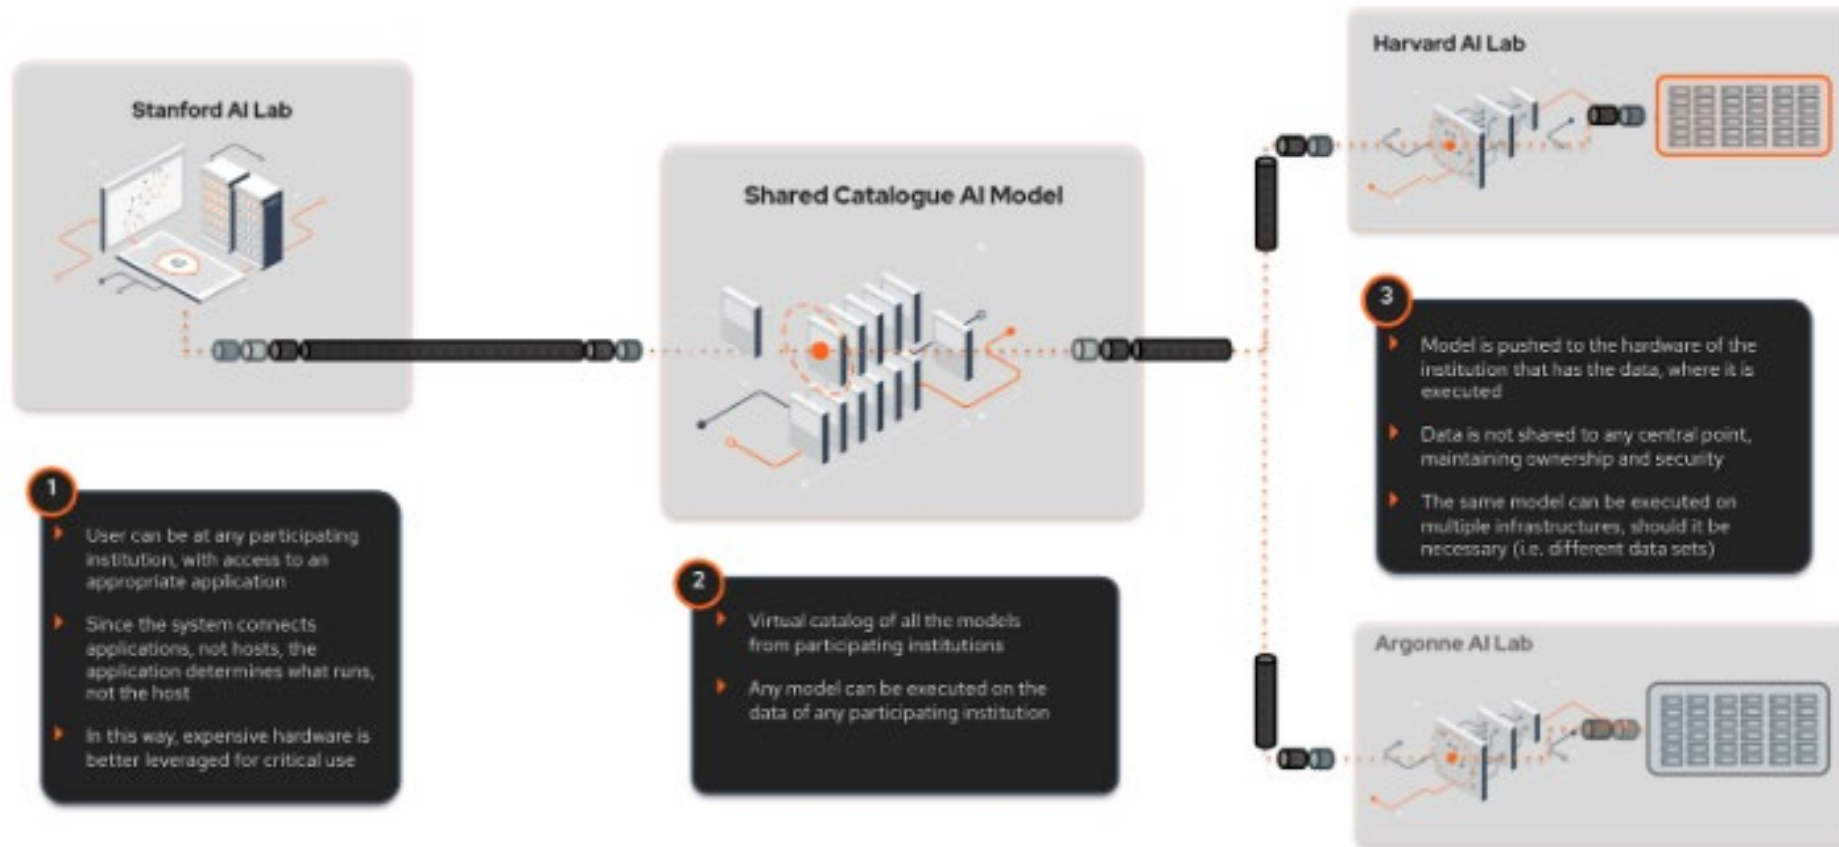 Stanford AI Lab
1
User can be at any participating
institution, with access to an
appropriate application
Since the system connects
applications, not hosts, the
application determines what runs,
not the host
In this way, expensive hardware is
better leveraged for critical use
Shared Catalogue AI Model
2
Virtual catalog of all the models
from participating institutions
Any model can be executed on the
data of any participating institution
Harvard AI Lab
3
Model is pushed to the hardware of the
institution that has the data, where it is
executed
Data is not shared to any central point,
maintaining ownership and security
The same model can be executed on
multiple infrastructures, should it be
necessary (i.e. different data sets)
Argonne AI Lab